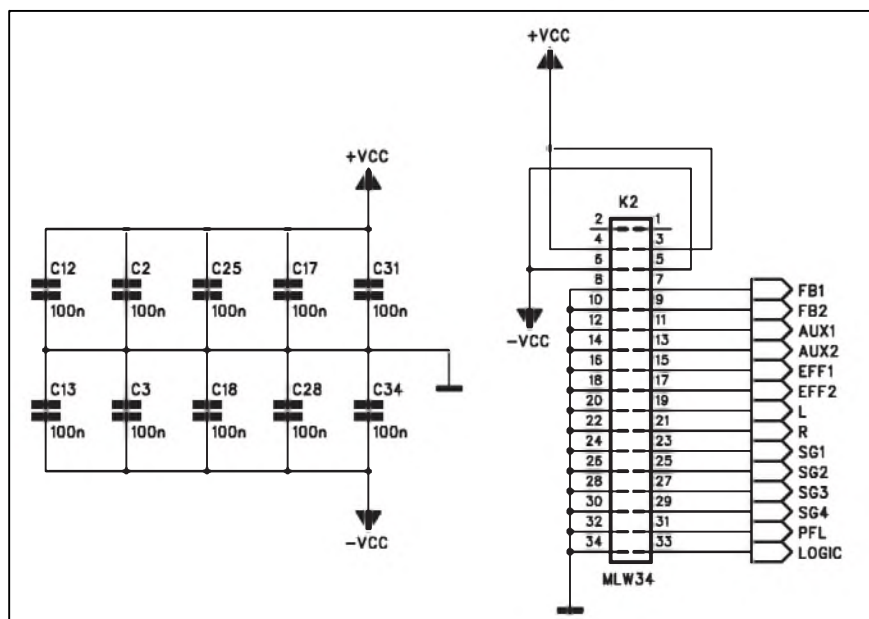 +VCC
+VCC
K2
2 1
4 3
6 5
8 7 FB1
10 9 FB2
-VCC 12 11 AUX1
14 13 AUX2
16 15 EFF1
18 17 EFF2
20 19 L
22 21 R
24 23 SG1
26 25 SG2
28 27 SG3
30 29 SG4
32 31 PFL
34 33 LOGIC
MLW34
C12 C2 C25 C17 C31
100n 100n 100n 100n 100n
C13 C3 C18 C28 C34
100n 100n 100n 100n 100n
-VCC